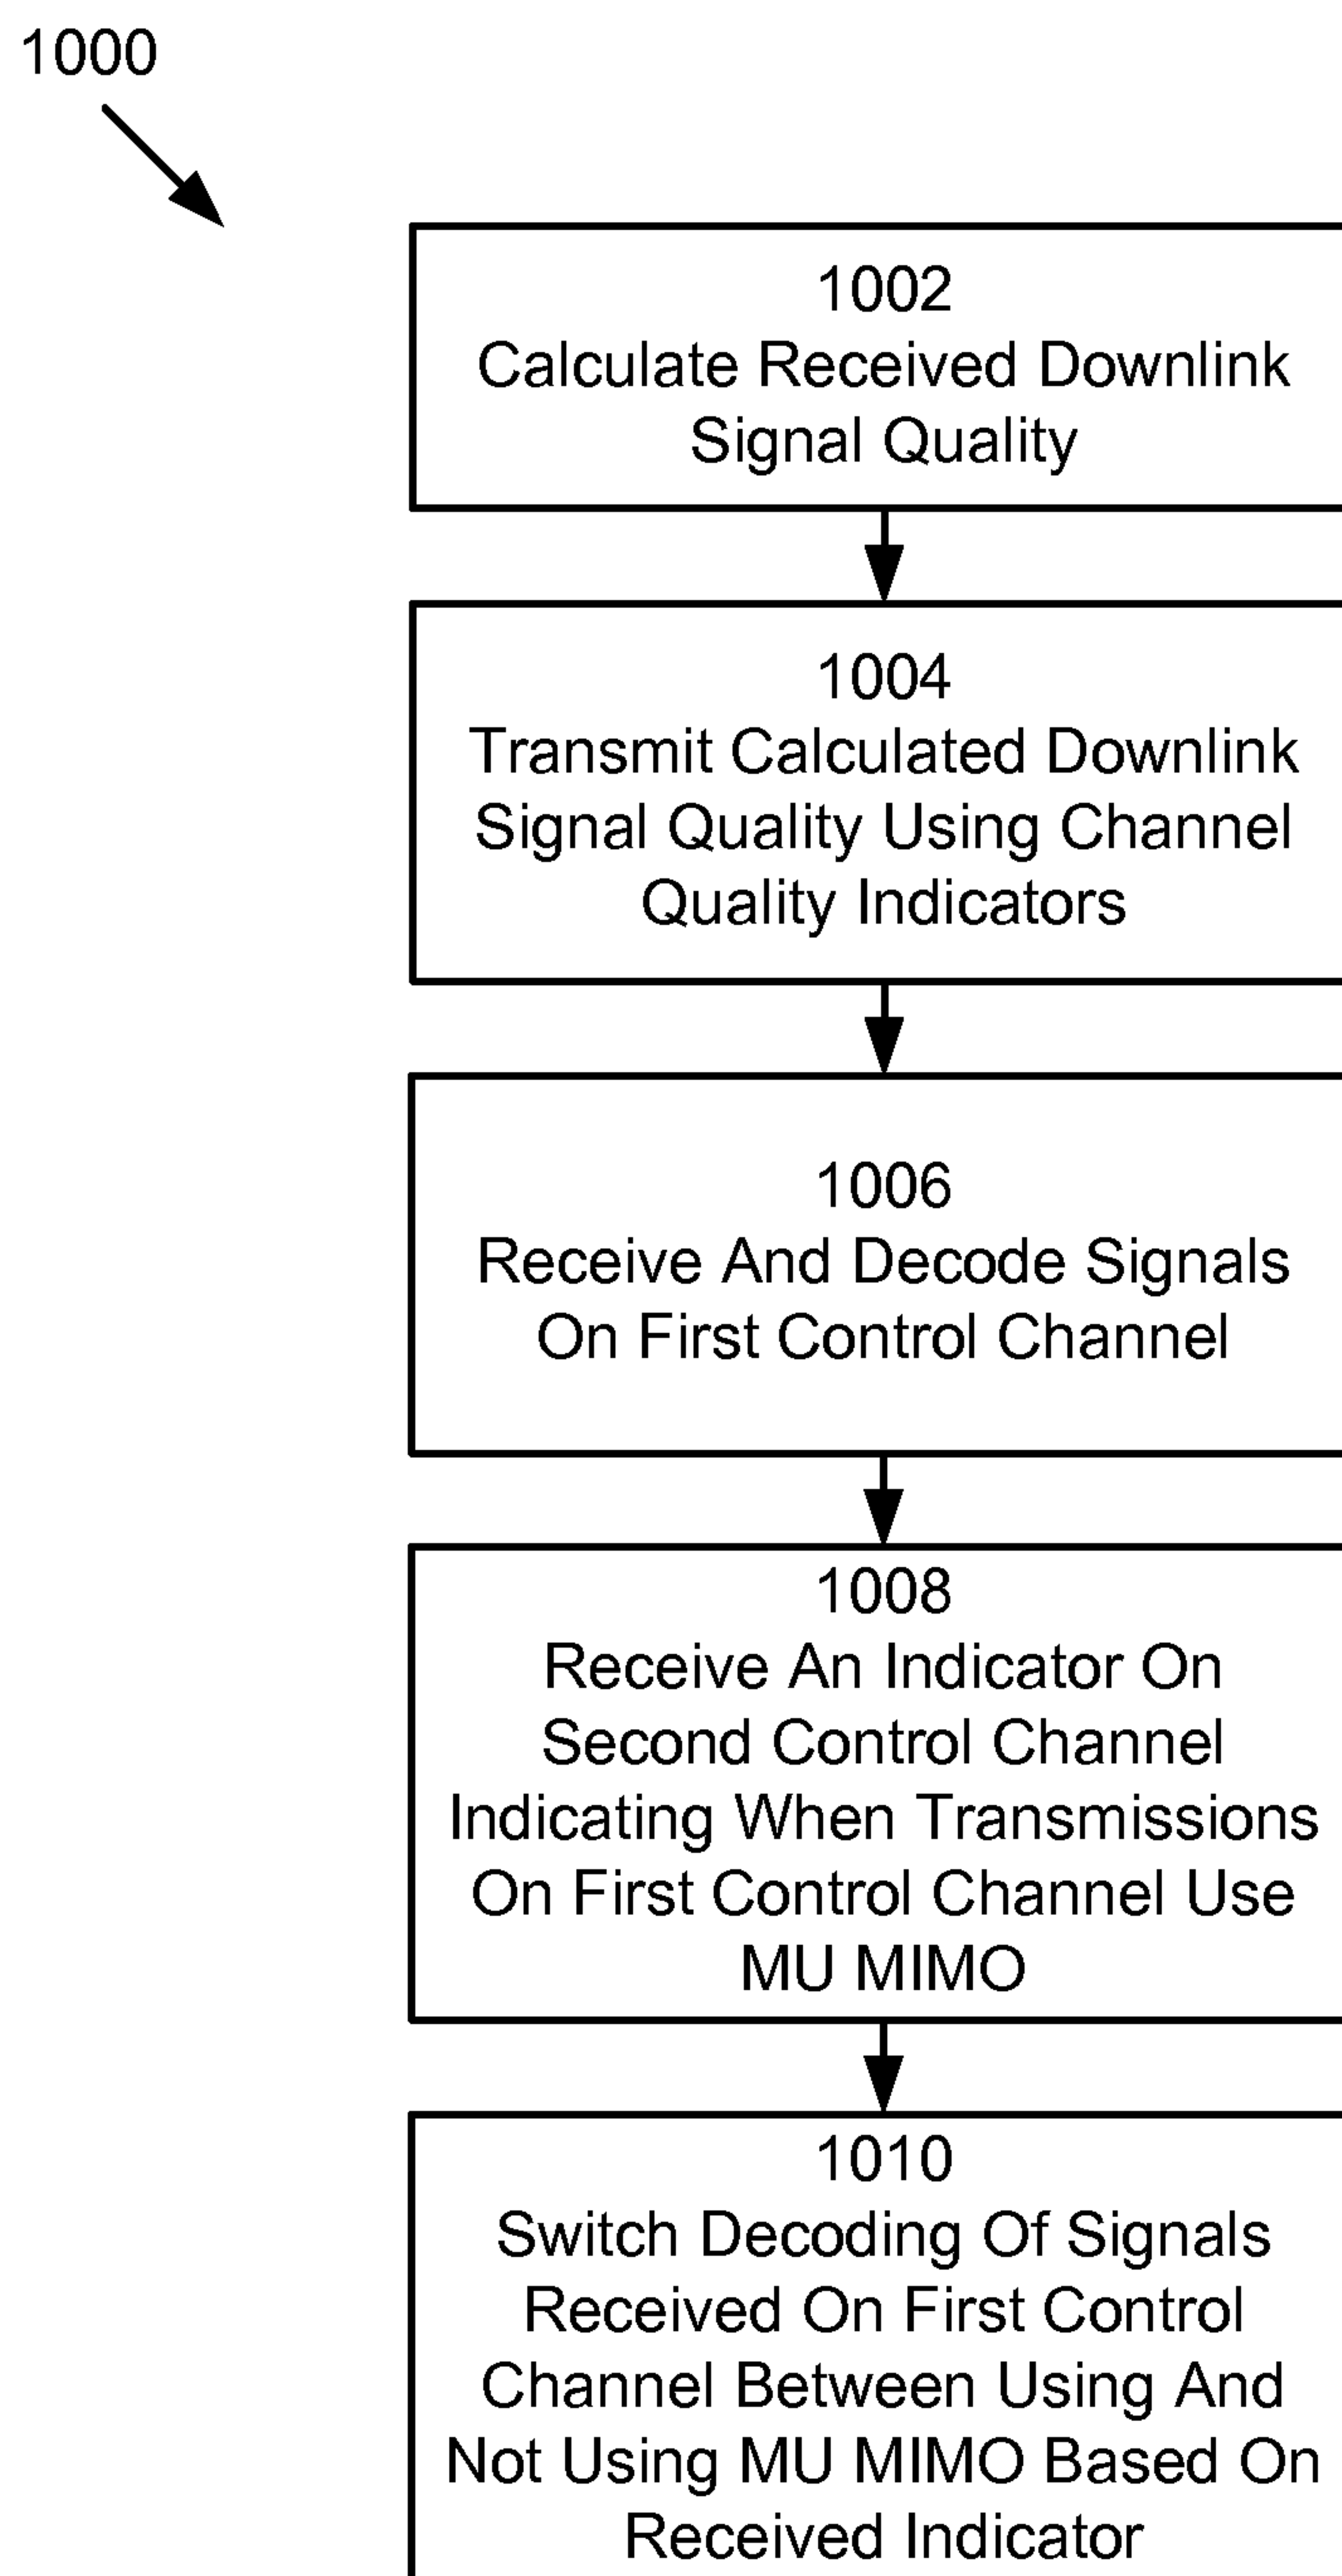 1000
1002
Calculate Received Downlink
Signal Quality
1004
Transmit Calculated Downlink
Signal Quality Using Channel
Quality Indicators
1006
Receive And Decode Signals
On First Control Channel
1008
Receive An Indicator On
Second Control Channel
Indicating When Transmissions
On First Control Channel Use
MU MIMO
1010
Switch Decoding Of Signals
Received On First Control
Channel Between Using And
Not Using MU MIMO Based On
Received Indicator